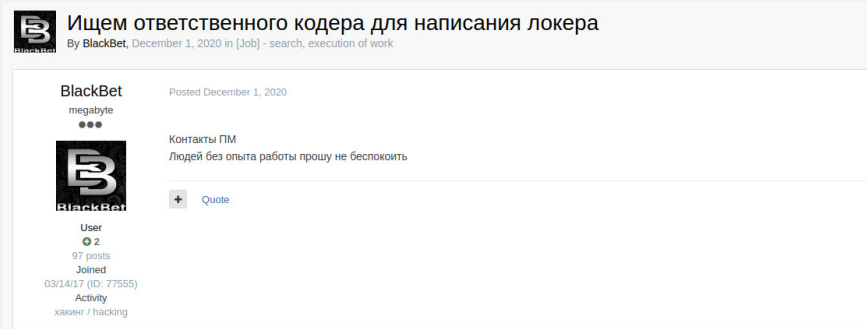 Ищем ответственного кодера для написания локера
By BlackBet, December 1, 2020 in [Job] - search, execution of work
BlackBet
BlackBet
megabyte
Posted December 1, 2020
Контакты ПМ
Людей без опыта работы прошу не беспокоить
BlackBet
+ Quote
User
2
97 posts
Joined
03/14/17 (ID: 77555)
Activity
хакинг / hacking